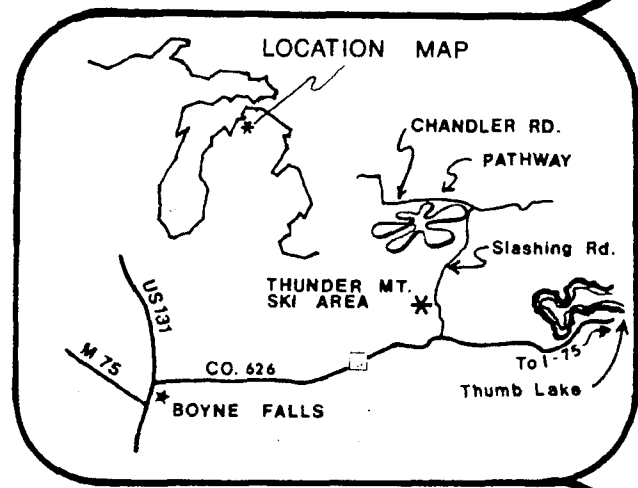 LOCATION MAP
CHANDLER RD.
PATHWAY
Slashing Rd.
THUNDER MT.
SKI AREA
US 131
M 75
CO. 626
To I-75
Thumb Lake
BOYNE FALLS